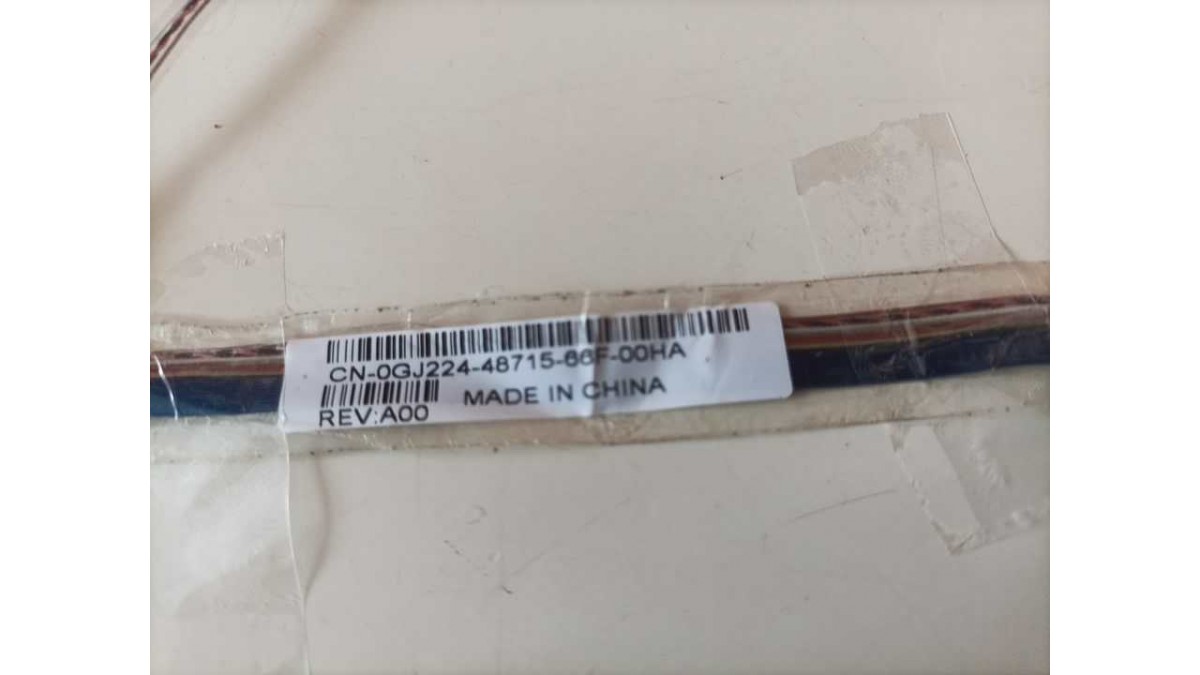 CN-0GJ224-48715-66F-00HA
MADE IN CHINA
REV:A00